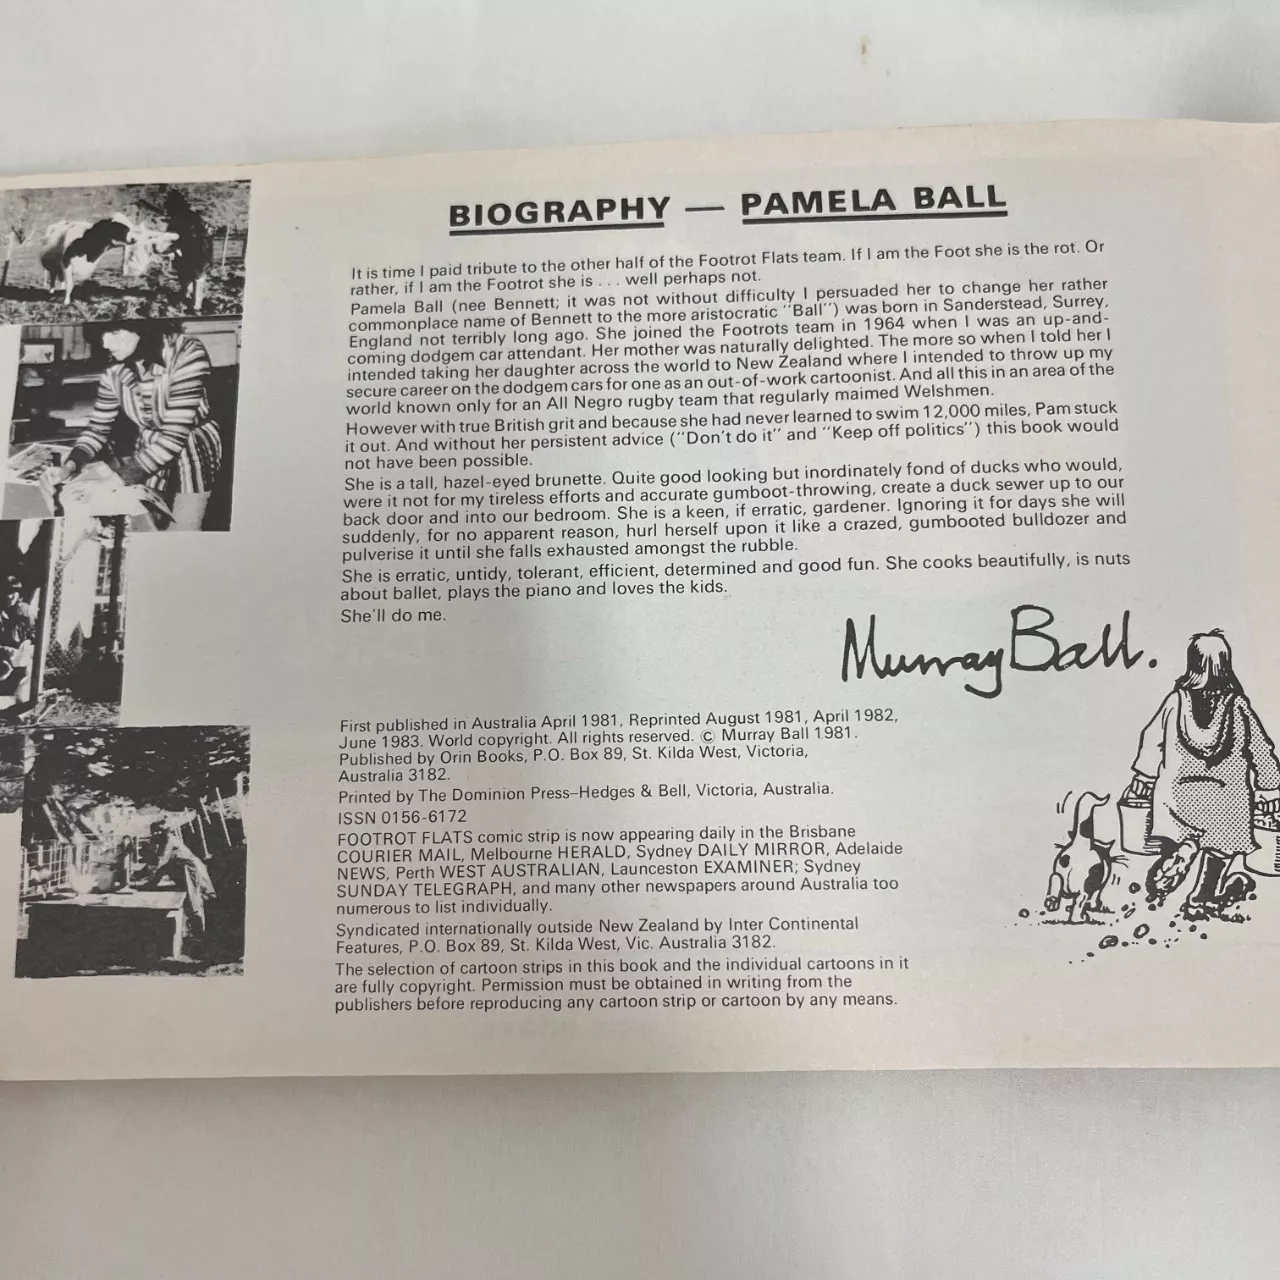 BIOGRAPHY — PAMELA BALL
It is time I paid tribute to the other half of the Footrot Flats team. If I am the Foot she is the rot. Or
rather, if I am the Footrot she is . . . well perhaps not.
Pamela Ball (nee Bennett; it was not without difficulty I persuaded her to change her rather
commonplace name of Bennett to the more aristocratic "Ball") was born in Sanderstead, Surrey,
England not terribly long ago. She joined the Footrots team in 1964 when I was an up-and-
coming dodgem car attendant. Her mother was naturally delighted. The more so when I told her I
intended taking her daughter across the world to New Zealand where I intended to throw up my
secure career on the dodgem cars for one as an out-of-work cartoonist. And all this in an area of the
world known only for an All Negro rugby team that regularly maimed Welshmen.
However with true British grit and because she had never learned to swim 12,000 miles, Pam stuck
it out. And without her persistent advice ("Don't do it" and "Keep off politics") this book would
not have been possible.
She is a tall, hazel-eyed brunette. Quite good looking but inordinately fond of ducks who would,
were it not for my tireless efforts and accurate gumboot-throwing, create a duck sewer up to our
back door and into our bedroom. She is a keen, if erratic, gardener. Ignoring it for days she will
suddenly, for no apparent reason, hurl herself upon it like a crazed, gumbooted bulldozer and
pulverise it until she falls exhausted amongst the rubble.
She is erratic, untidy, tolerant, efficient, determined and good fun. She cooks beautifully, is nuts
about ballet, plays the piano and loves the kids.
She'll do me.
Murray Ball.
First published in Australia April 1981, Reprinted August 1981, April 1982,
June 1983. World copyright. All rights reserved. © Murray Ball 1981.
Published by Orin Books, P.O. Box 89, St. Kilda West, Victoria,
Australia 3182.
Printed by The Dominion Press–Hedges & Bell, Victoria, Australia.
ISSN 0156-6172
FOOTROT FLATS comic strip is now appearing daily in the Brisbane
COURIER MAIL, Melbourne HERALD, Sydney DAILY MIRROR, Adelaide
NEWS, Perth WEST AUSTRALIAN, Launceston EXAMINER; Sydney
SUNDAY TELEGRAPH, and many other newspapers around Australia too
numerous to list individually.
Syndicated internationally outside New Zealand by Inter Continental
Features, P.O. Box 89, St. Kilda West, Vic. Australia 3182.
The selection of cartoon strips in this book and the individual cartoons in it
are fully copyright. Permission must be obtained in writing from the
publishers before reproducing any cartoon strip or cartoon by any means.